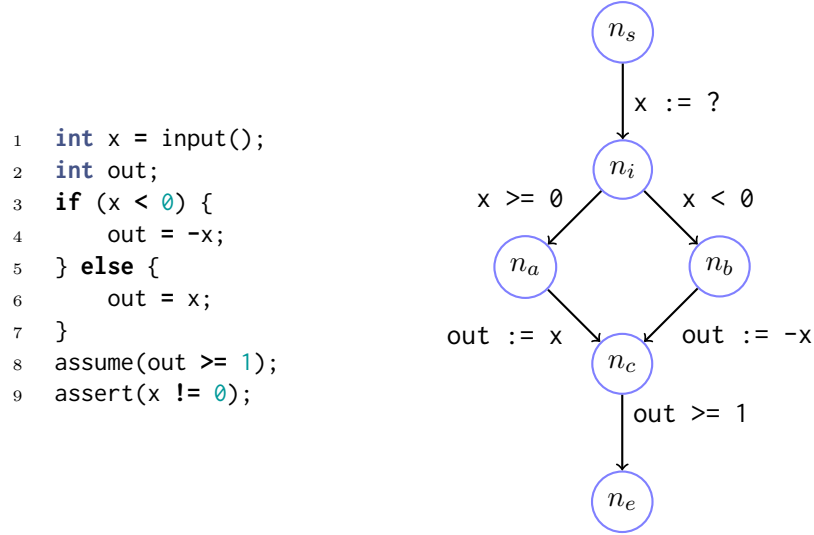 1 int x = input();
2 int out;
3 if (x < 0) {
4 out = -x;
5 } else {
6 out = x;
7 }
8 assume(out >= 1);
9 assert(x != 0);
n_s
x := ?
n_i
x >= 0 x < 0
n_a n_b
out := x out := -x
n_c
out >= 1
n_e